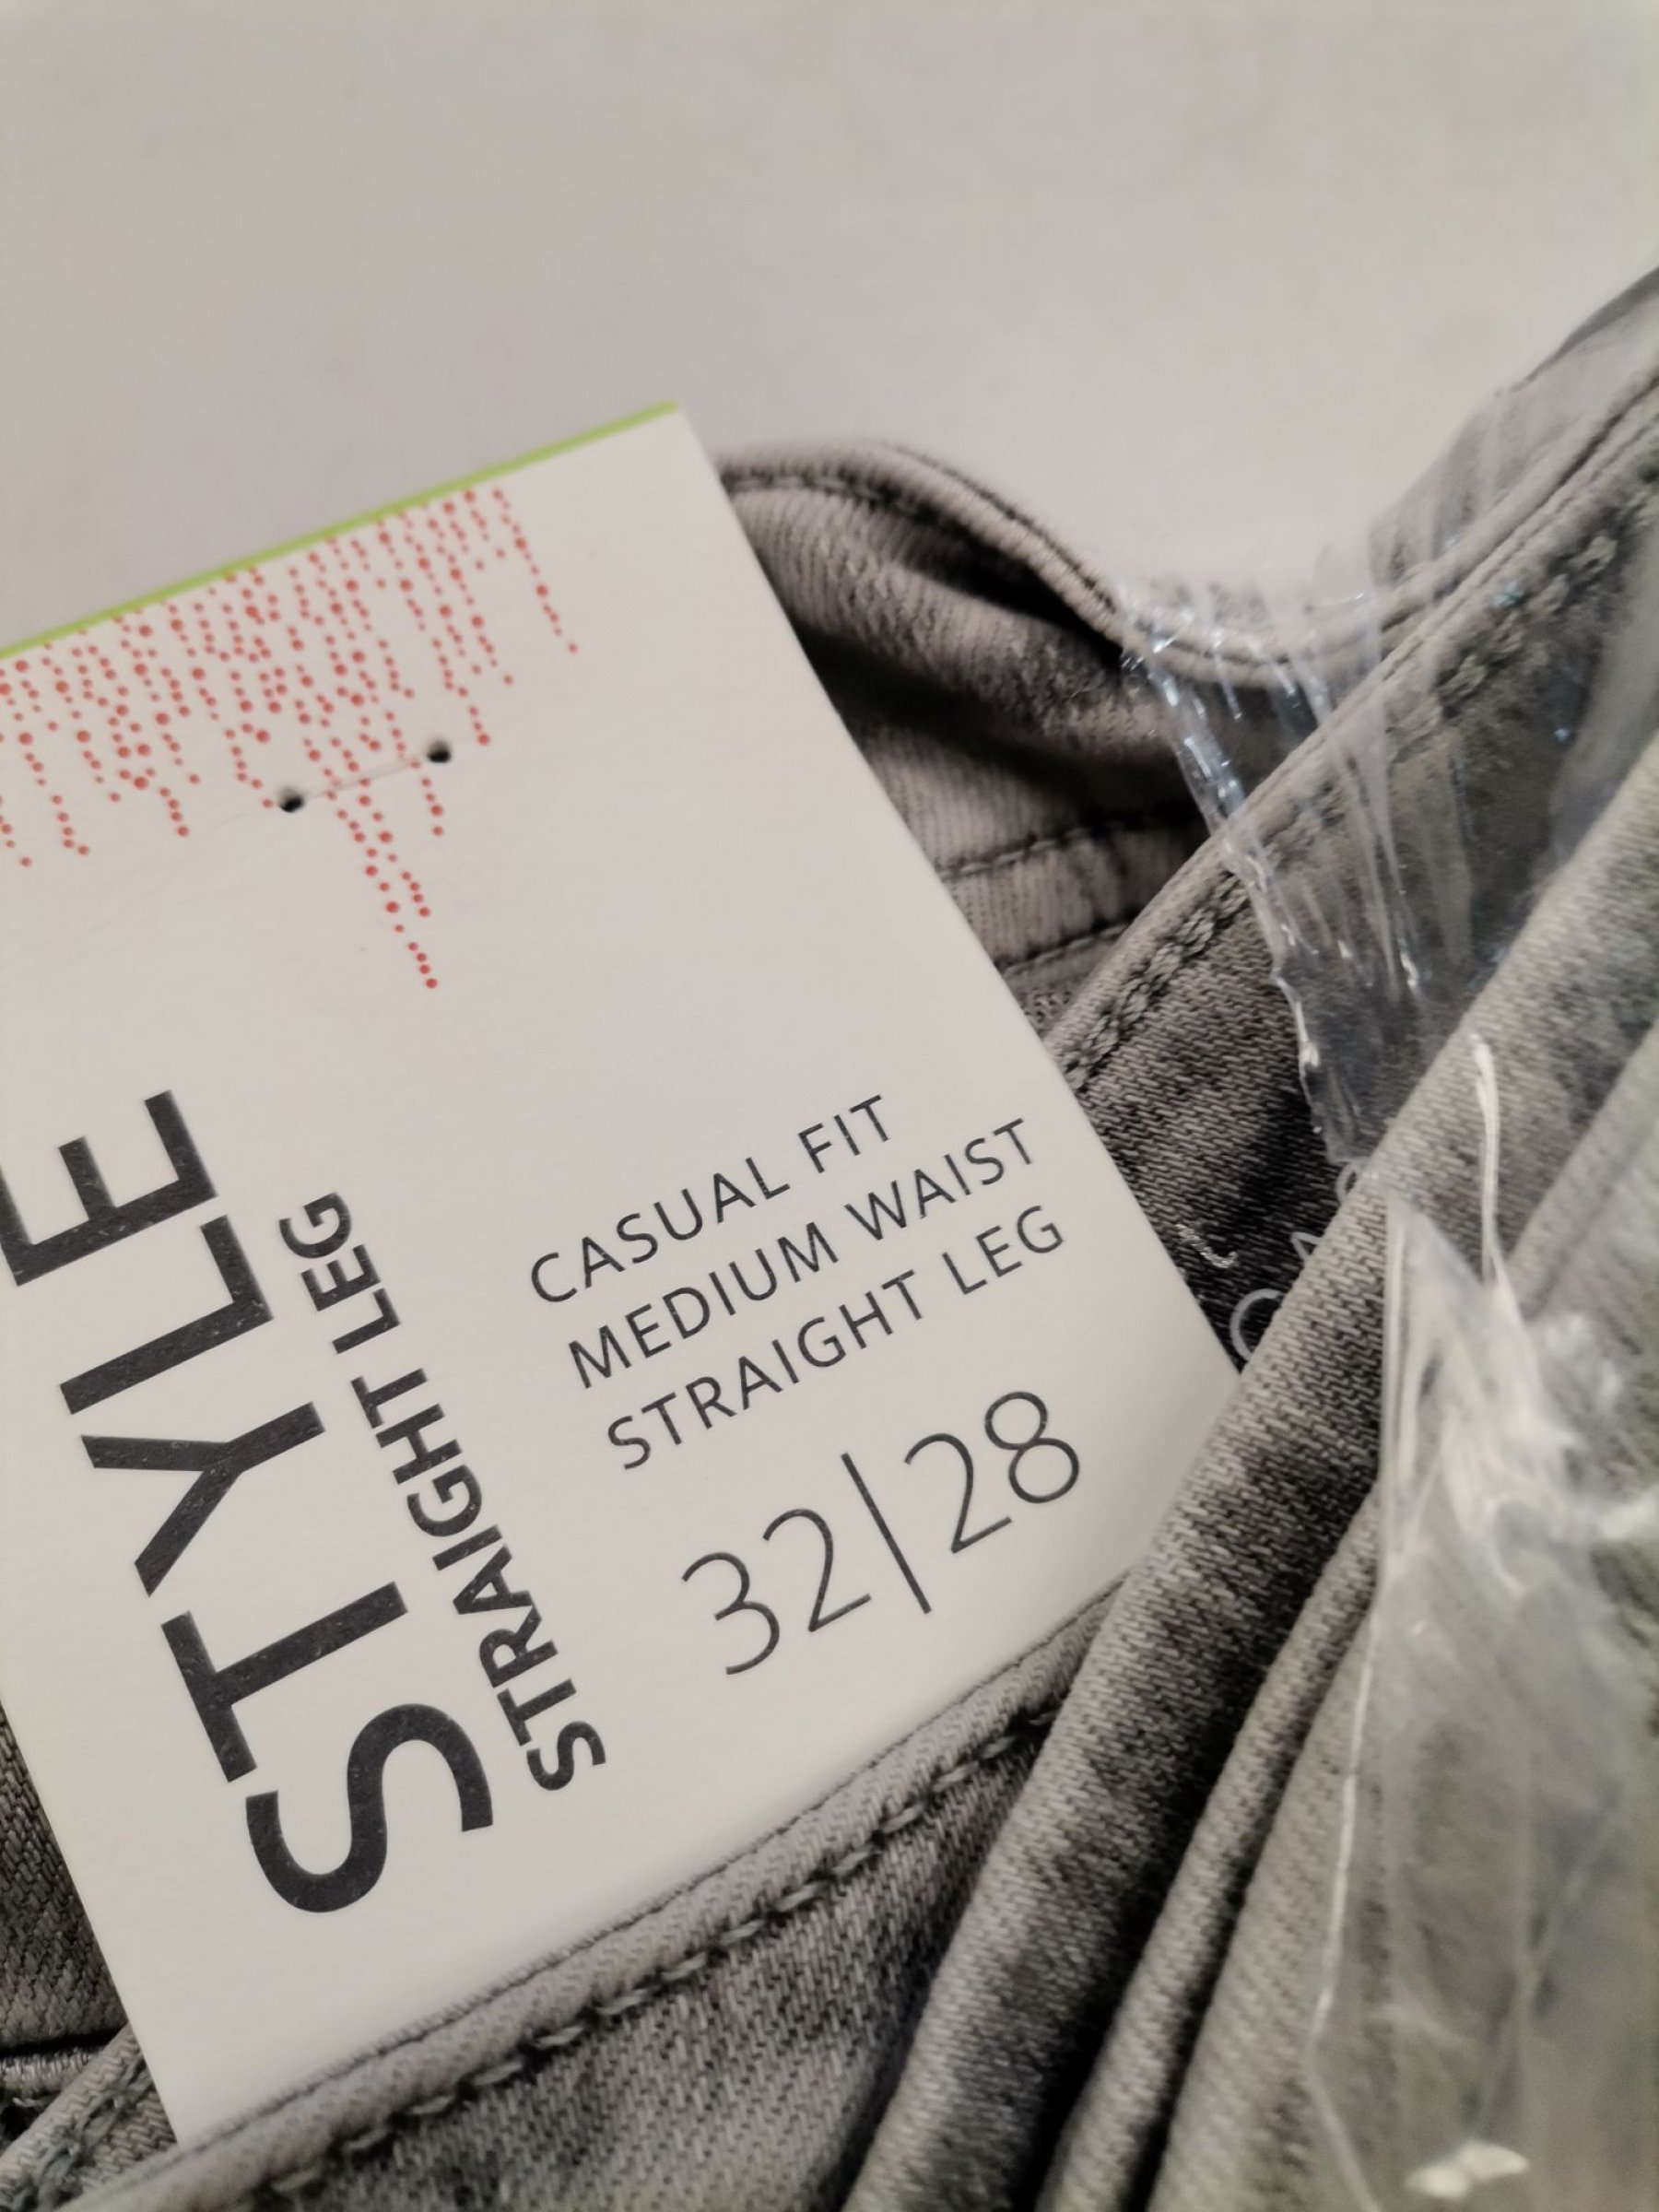 STYLE
STRAIGHT LEG
CASUAL FIT
MEDIUM WAIST
STRAIGHT LEG
32|28